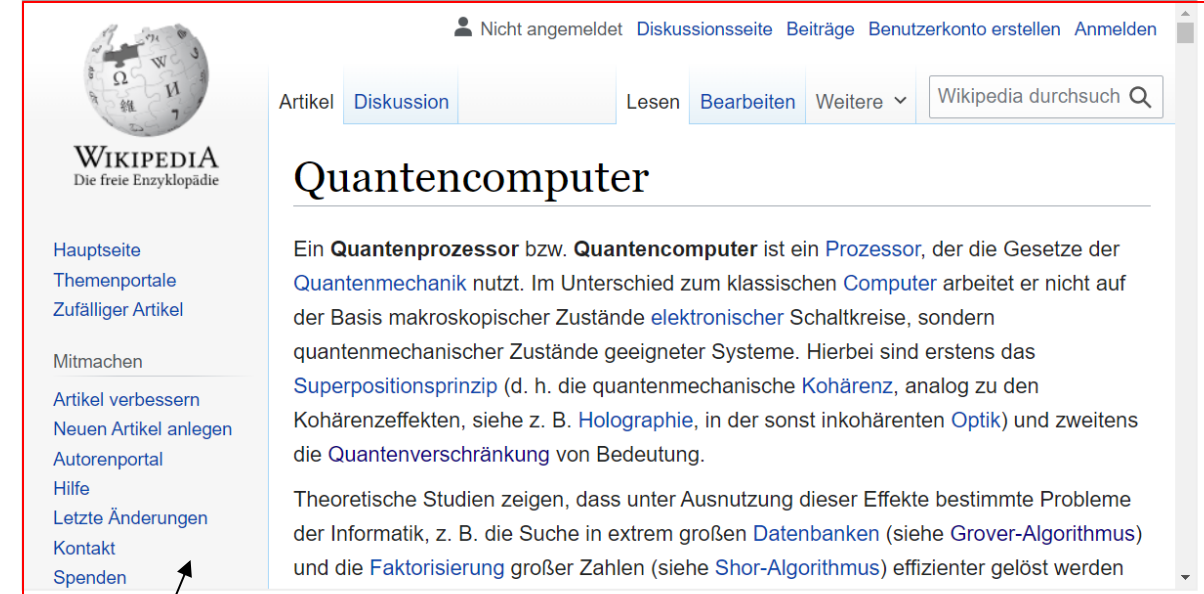 Nicht angemeldet Diskussionsseite Beiträge Benutzerkonto erstellen Anmelden
Artikel Diskussion Lesen Bearbeiten Weitere Wikipedia durchsuch
WIKIPEDIA
Die freie Enzyklopädie
Hauptseite
Themenportale
Zufälliger Artikel
Mitmachen
Artikel verbessern
Neuen Artikel anlegen
Autorenportal
Hilfe
Letzte Änderungen
Kontakt
Spenden
Quantencomputer
Ein Quantenprozessor bzw. Quantencomputer ist ein Prozessor, der die Gesetze der
Quantenmechanik nutzt. Im Unterschied zum klassischen Computer arbeitet er nicht auf
der Basis makroskopischer Zustände elektronischer Schaltkreise, sondern
quantenmechanischer Zustände geeigneter Systeme. Hierbei sind erstens das
Superpositionsprinzip (d. h. die quantenmechanische Kohärenz, analog zu den
Kohärenzeffekten, siehe z. B. Holographie, in der sonst inkohärenten Optik) und zweitens
die Quantenverschränkung von Bedeutung.
Theoretische Studien zeigen, dass unter Ausnutzung dieser Effekte bestimmte Probleme
der Informatik, z. B. die Suche in extrem großen Datenbanken (siehe Grover-Algorithmus)
und die Faktorisierung großer Zahlen (siehe Shor-Algorithmus) effizienter gelöst werden